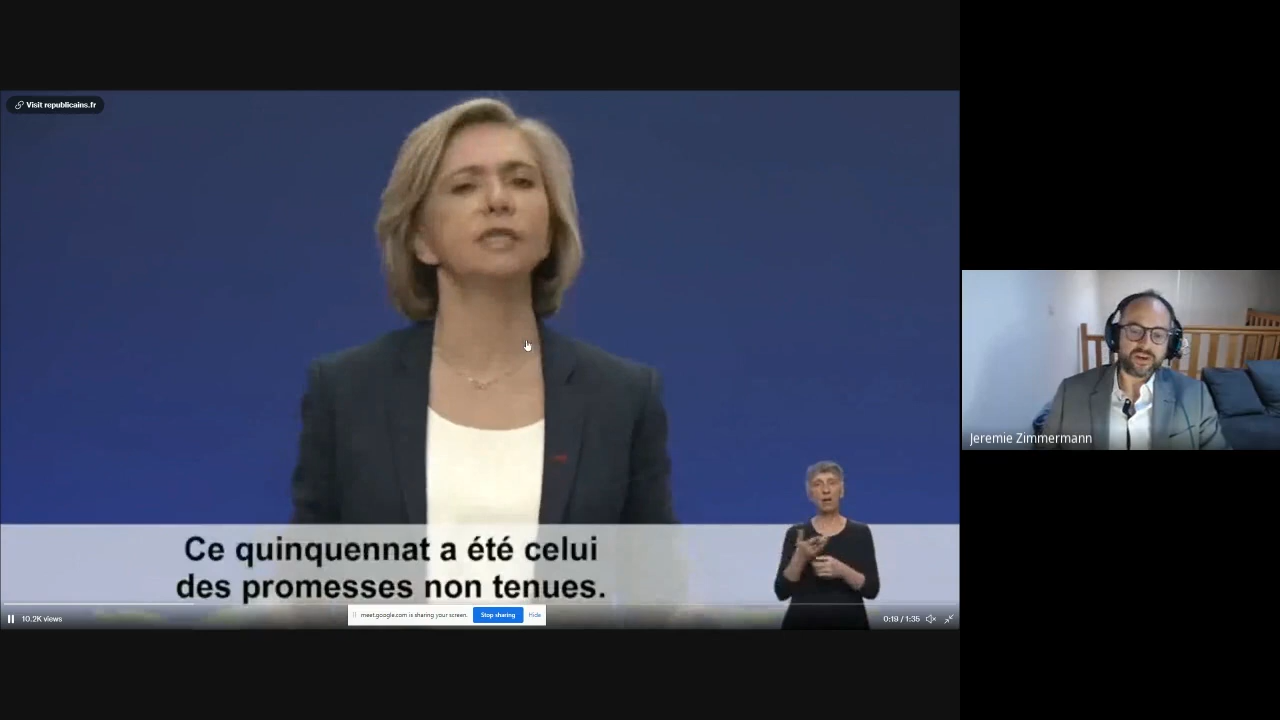 Visit republicains.fr
Ce quinquennat a été celui
des promesses non tenues.
meet.google.com is sharing your screen.
Stop sharing
Hide
10.2K views
0:19 / 1:35
Jeremie Zimmermann